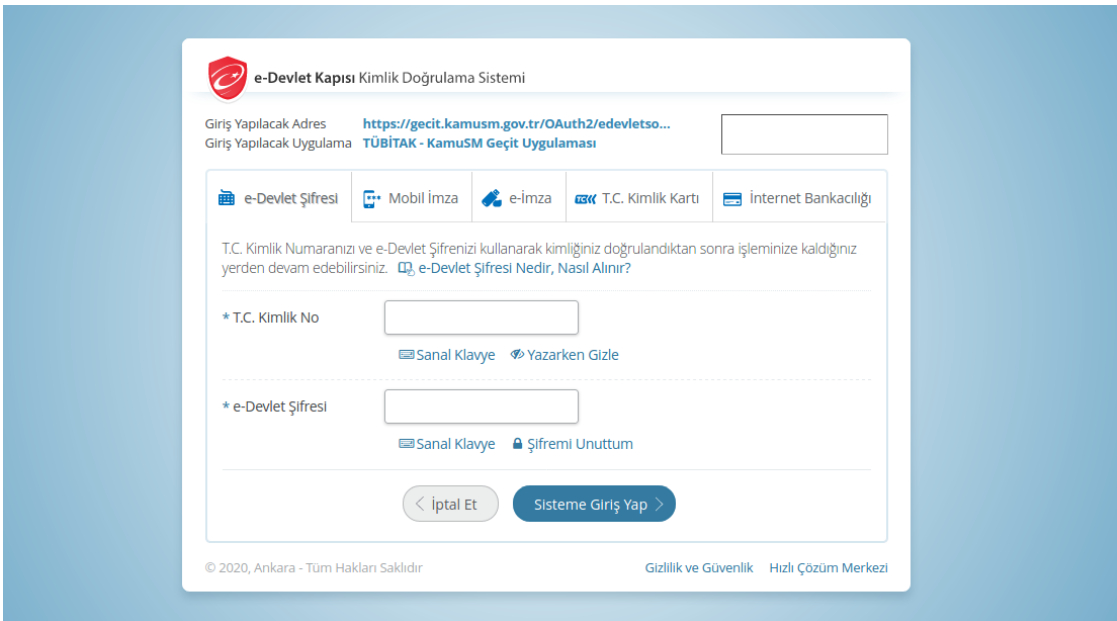 e-Devlet Kapısı Kimlik Doğrulama Sistemi
Giriş Yapılacak Adres https://gecit.kamusm.gov.tr/OAuth2/edevletso...
Giriş Yapılacak Uygulama TÜBİTAK - KamuSM Geçit Uygulaması
e-Devlet Şifresi Mobil İmza e-İmza T.C. Kimlik Kartı İnternet Bankacılığı
T.C. Kimlik Numaranızı ve e-Devlet Şifrenizi kullanarak kimliğiniz doğrulandıktan sonra işleminize kaldığınız
yerden devam edebilirsiniz. e-Devlet Şifresi Nedir, Nasıl Alınır?
* T.C. Kimlik No
Sanal Klavye Yazarken Gizle
* e-Devlet Şifresi
Sanal Klavye Şifremi Unuttum
İptal Et Sisteme Giriş Yap
© 2020, Ankara - Tüm Hakları Saklıdır Gizlilik ve Güvenlik Hızlı Çözüm Merkezi